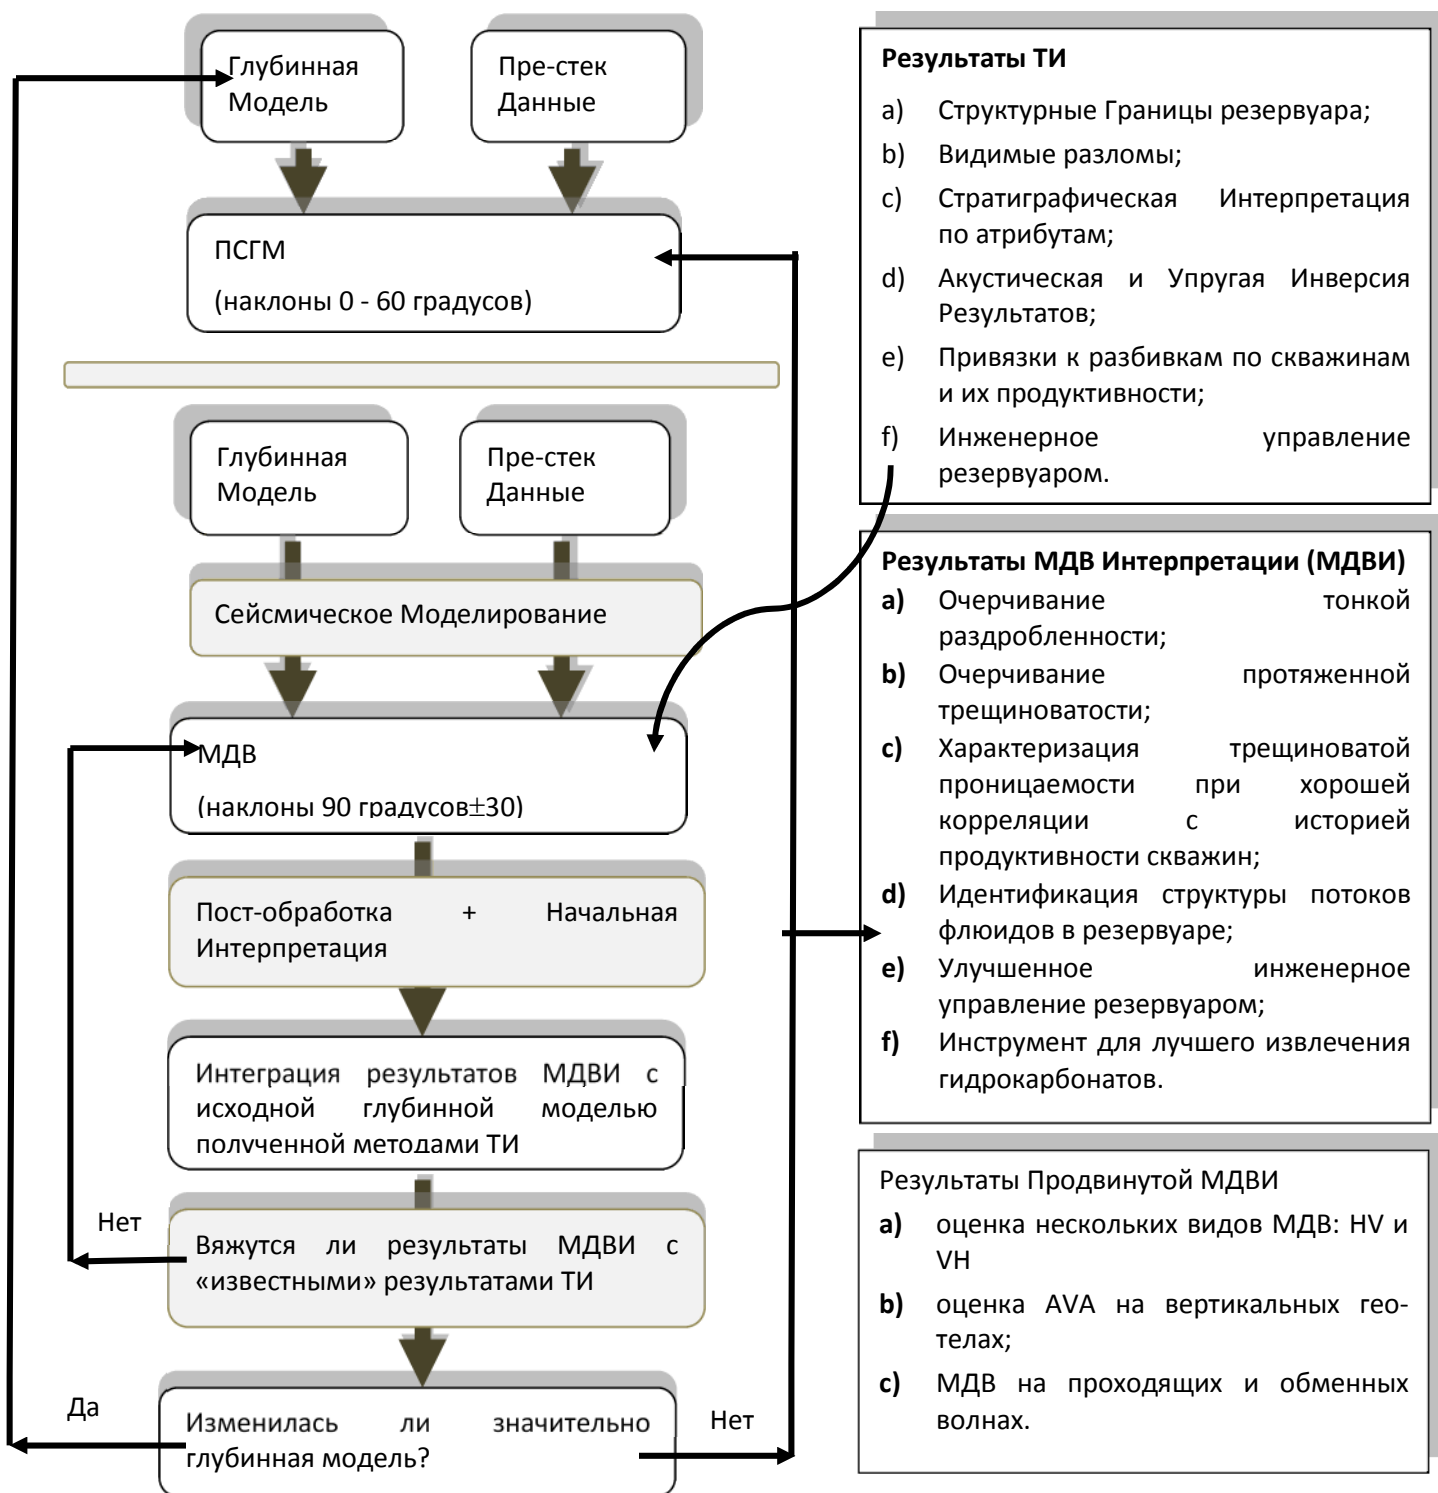 Глубинная
Модель
Пре-стек
Данные
ПСГМ
(наклоны 0 - 60 градусов)
Глубинная
Модель
Пре-стек
Данные
Сейсмическое Моделирование
МДВ
(наклоны 90 градусов±30)
Пост-обработка + Начальная
Интерпретация
Интеграция результатов МДВИ с
исходной глубинной моделью
полученной методами ТИ
Нет
Вяжутся ли результаты МДВИ с
«известными» результатами ТИ
Да
Изменилась ли значительно
глубинная модель?
Нет
Результаты ТИ
a) Структурные Границы резервуара;
b) Видимые разломы;
c) Стратиграфическая Интерпретация
по атрибутам;
d) Акустическая и Упругая Инверсия
Результатов;
e) Привязки к разбивкам по скважинам
и их продуктивности;
f) Инженерное управление
резервуаром.
Результаты МДВ Интерпретации (МДВИ)
a) Очерчивание тонкой
раздробленности;
b) Очерчивание протяженной
трещиноватости;
c) Характеризация трещиноватой
проницаемости при хорошей
корреляции с историей
продуктивности скважин;
d) Идентификация структуры потоков
флюидов в резервуаре;
e) Улучшенное инженерное
управление резервуаром;
f) Инструмент для лучшего извлечения
гидрокарбонатов.
Результаты Продвинутой МДВИ
a) оценка нескольких видов МДВ: HV и
VH
b) оценка AVA на вертикальных гео-
телах;
c) МДВ на проходящих и обменных
волнах.